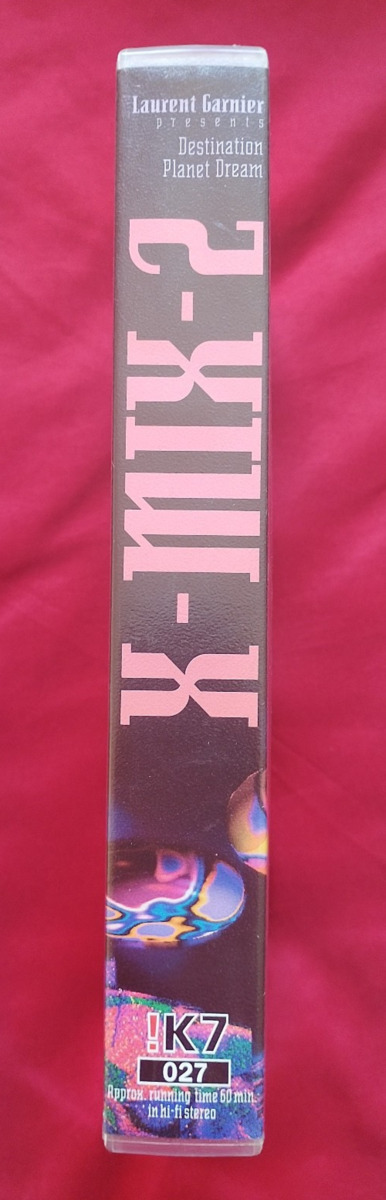 Laurent Garnier
presents
Destination
Planet Dream
X-MIX-2
!K7
027
Approx. running time 60 min.
in hi-fi stereo